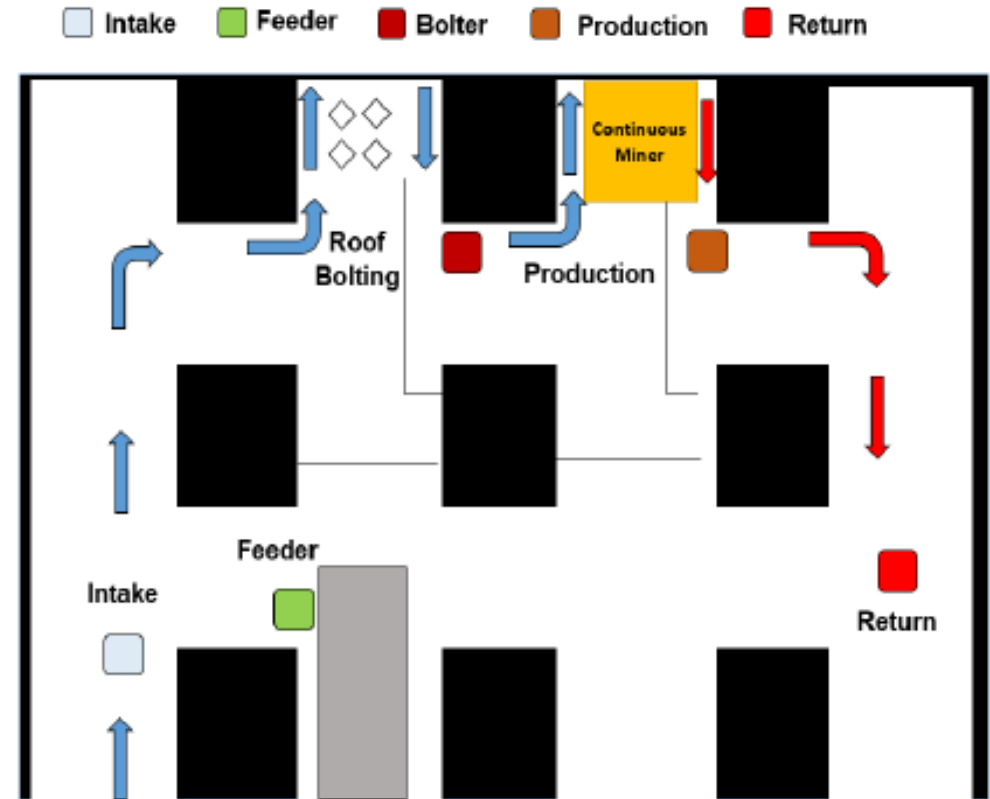 Intake
Feeder
Bolter
Production
Return
Continuous
Miner
Roof
Bolting
Production
Feeder
Intake
Return